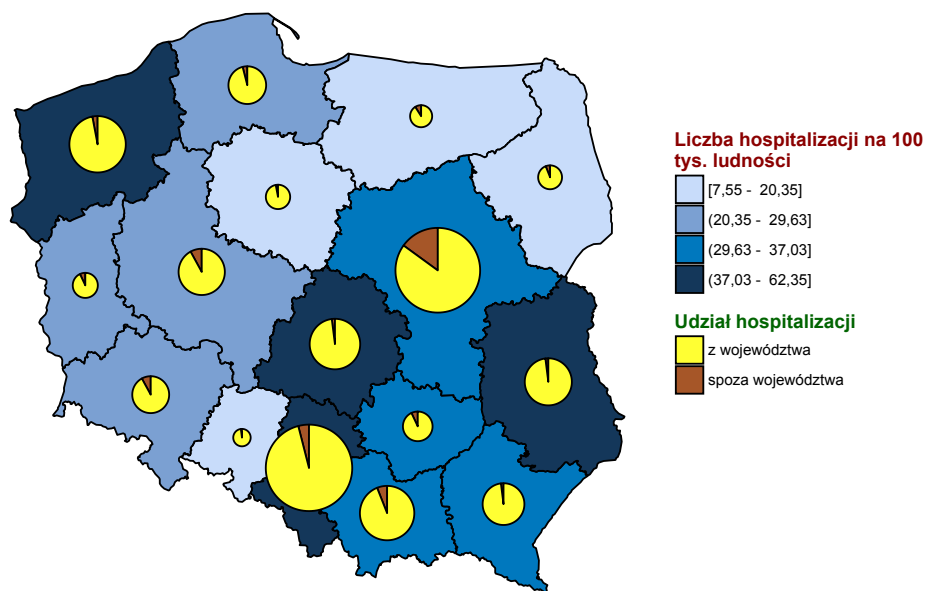 Liczba hospitalizacji na 100
tys. ludności
[7,55 - 20,35]
(20,35 - 29,63]
(29,63 - 37,03]
(37,03 - 62,35]
Udział hospitalizacji
z województwa
spoza województwa